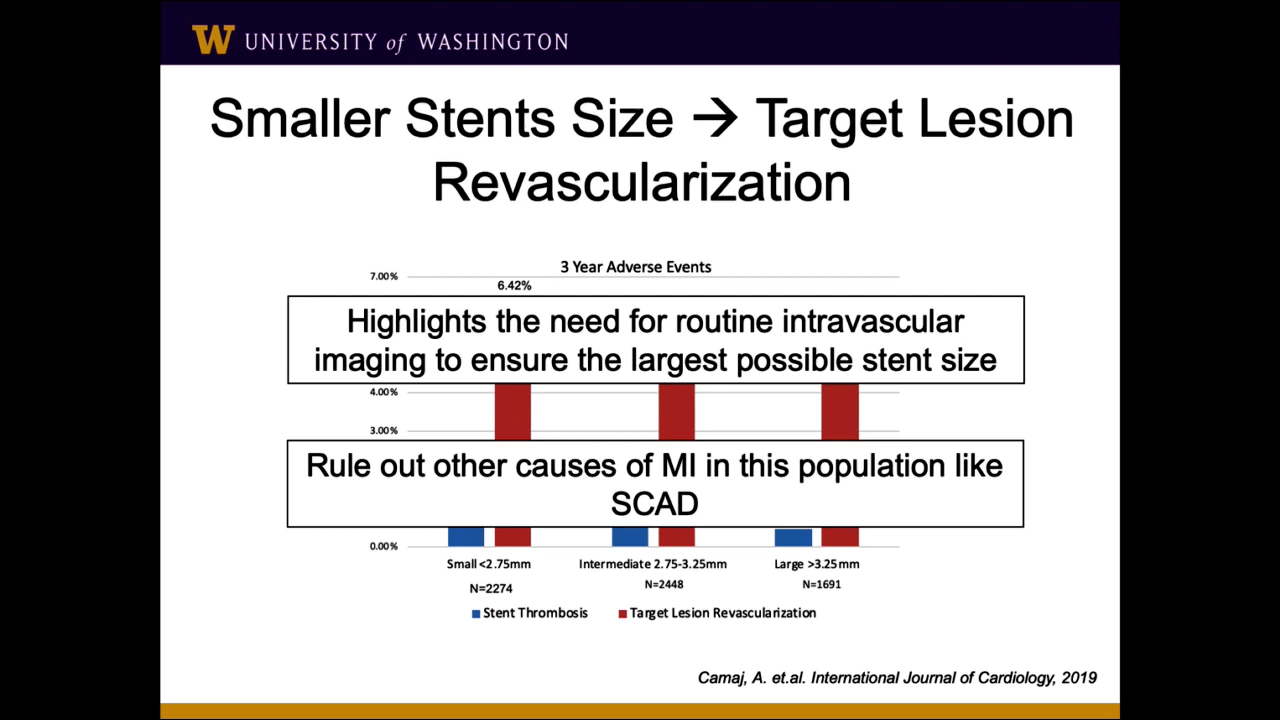 W UNIVERSITY of WASHINGTON
Smaller Stents Size → Target Lesion
Revascularization
3 Year Adverse Events
7.00%
6.42%
Highlights the need for routine intravascular
imaging to ensure the largest possible stent size
4.00%
3.00%
Rule out other causes of MI in this population like
SCAD
0.00%
Small <2.75mm Intermediate 2.75-3.25mm Large >3.25mm
N=2274 N=2448 N=1691
Stent Thrombosis Target Lesion Revascularization
Camaj, A. et.al. International Journal of Cardiology, 2019